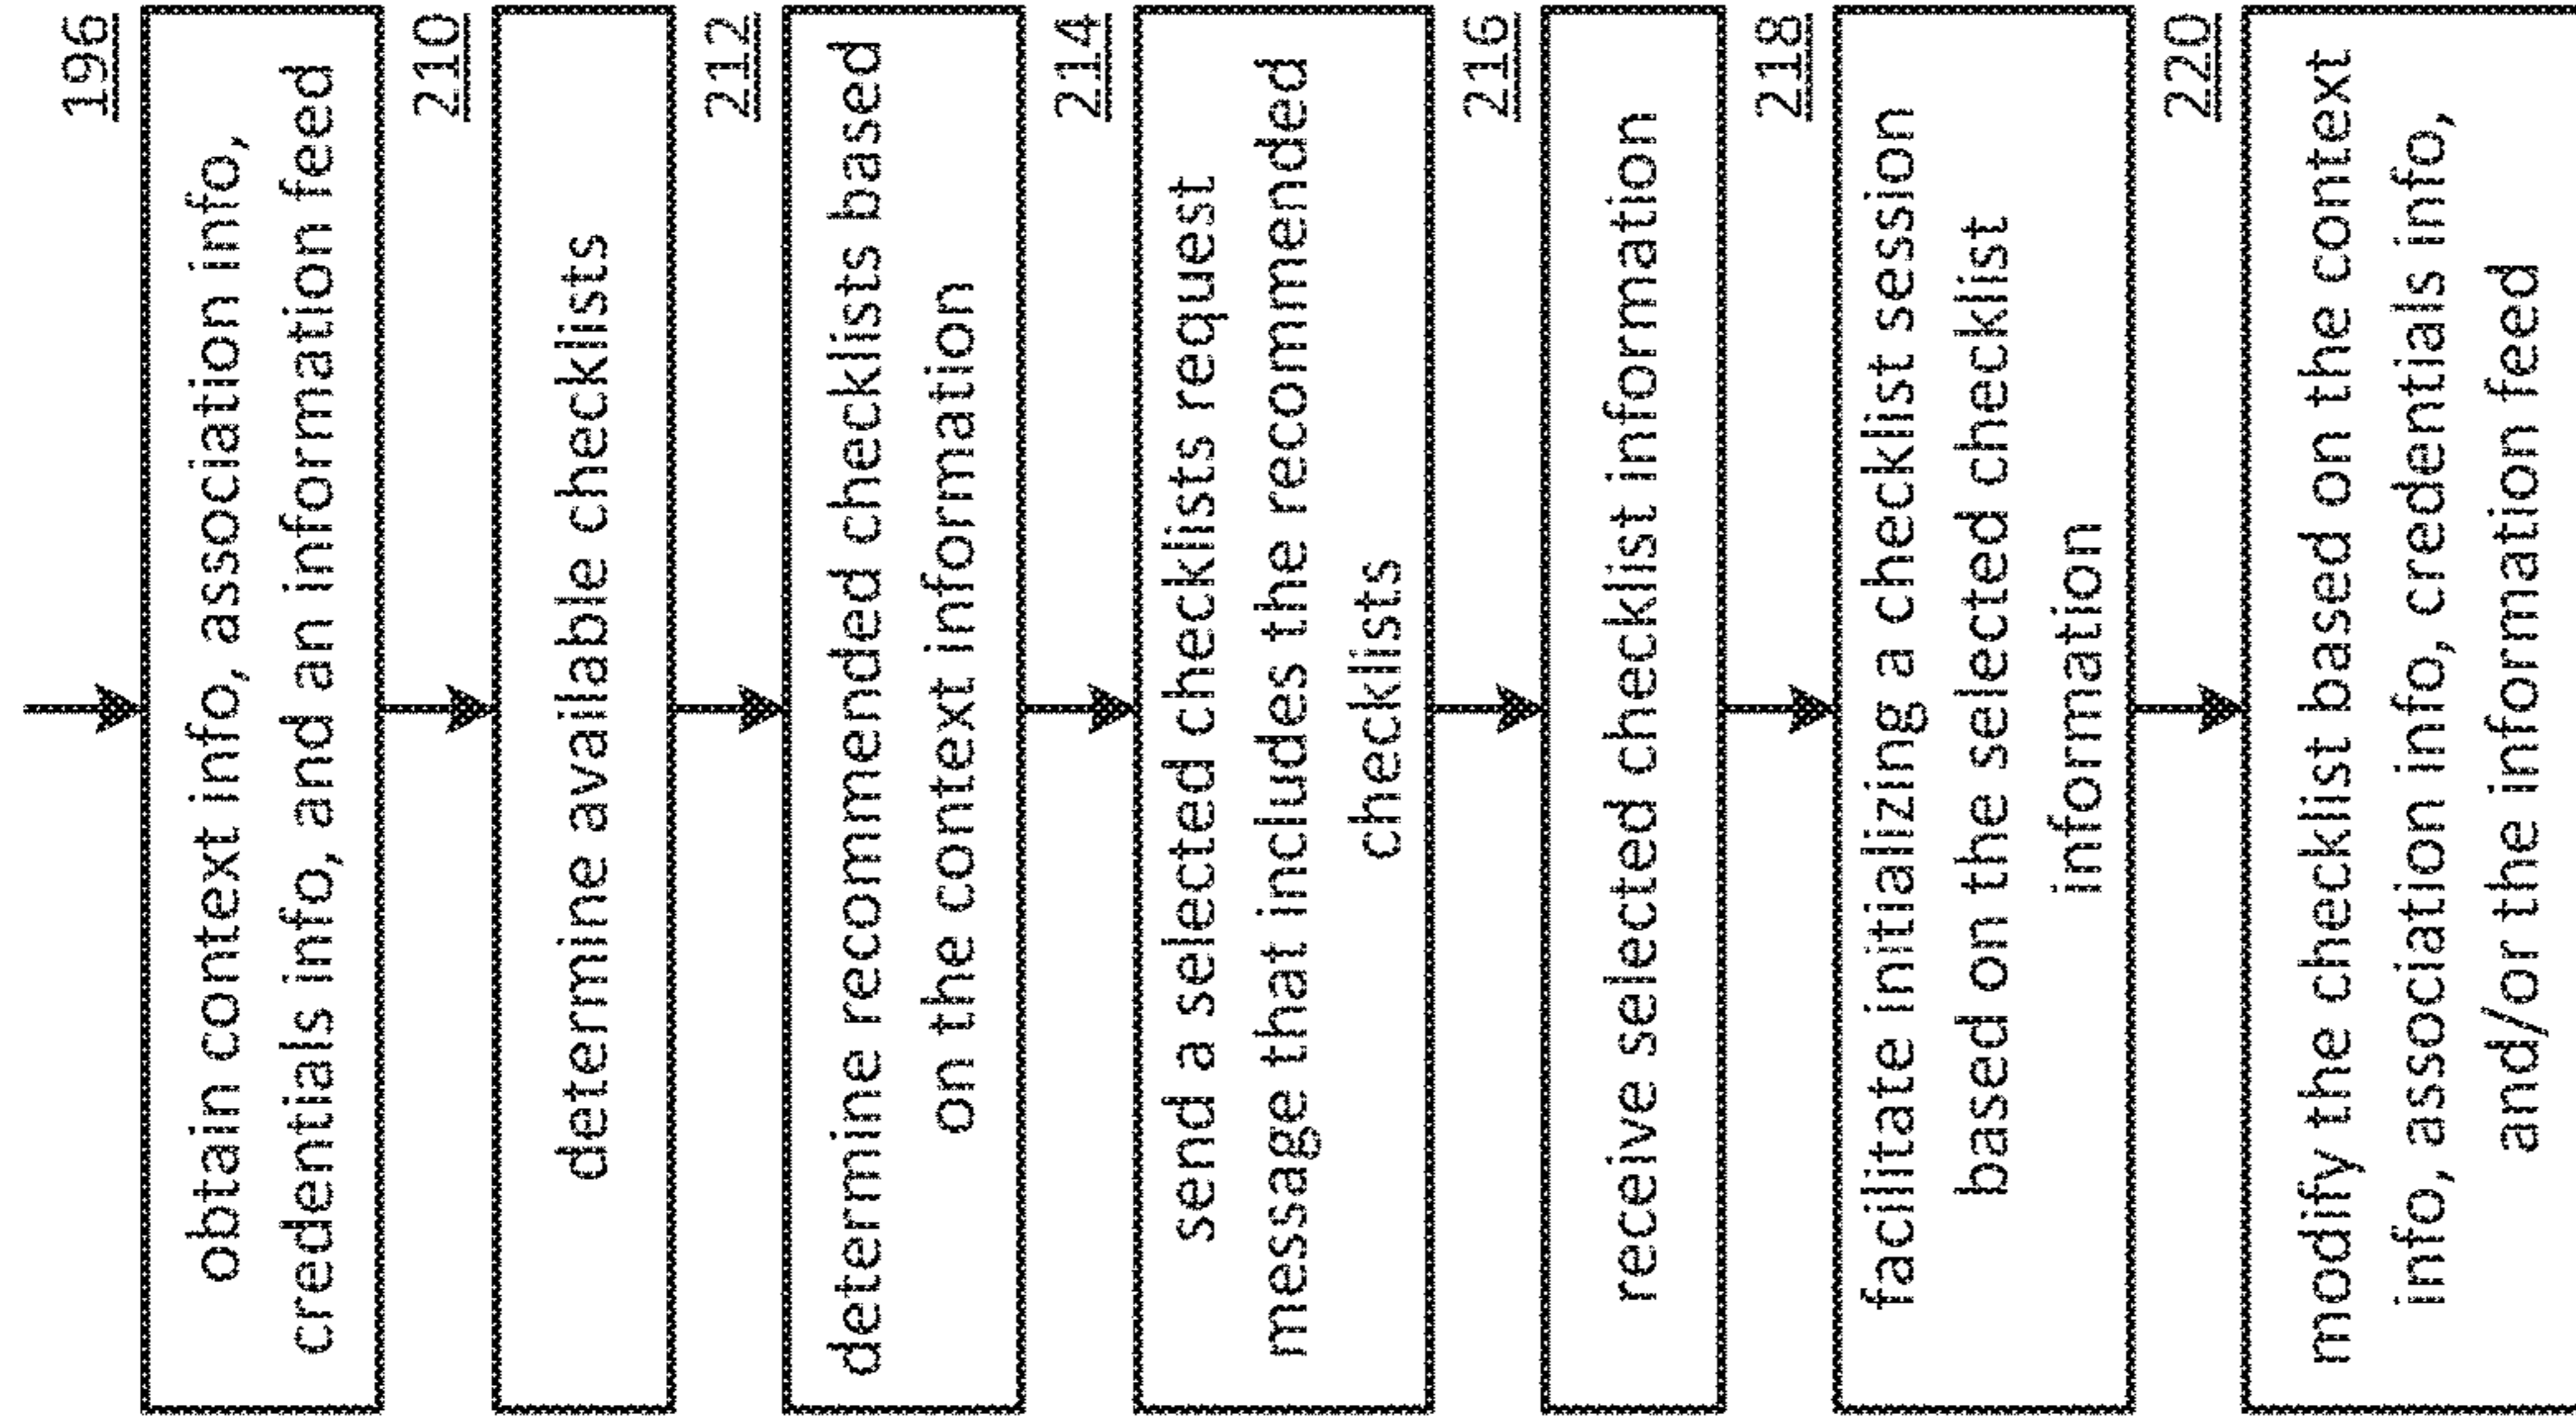 196
obtain context info, association info,
credentials info, and an information feed
210
determine available checklists
212
determine recommended checklists based
on the context information
214
send a selected checklists request
message that includes the recommended
checklists
216
receive selected checklist information
218
facilitate initializing a checklist session
based on the selected checklist
information
220
modify the checklist based on the context
info, association info, credentials info,
and/or the information feed